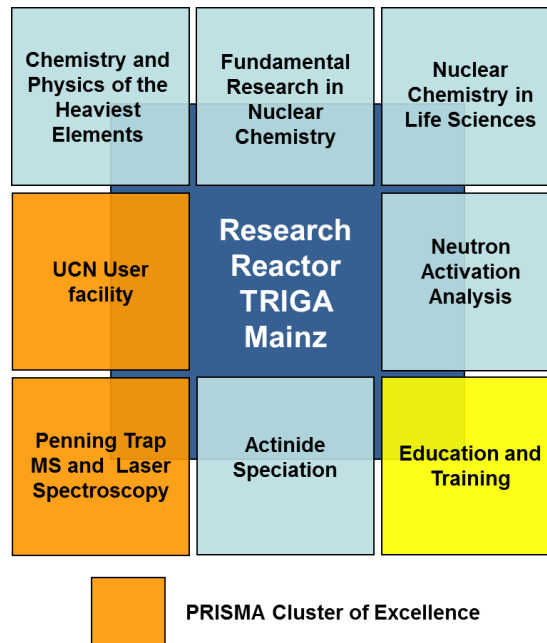 Chemistry and
Physics of the
Heaviest
Elements
Fundamental
Research in
Nuclear
Chemistry
Nuclear
Chemistry in
Life Sciences
UCN User
facility
Research
Reactor
TRIGA
Mainz
Neutron
Activation
Analysis
Penning Trap
MS and Laser
Spectroscopy
Actinide
Speciation
Education and
Training
PRISMA Cluster of Excellence